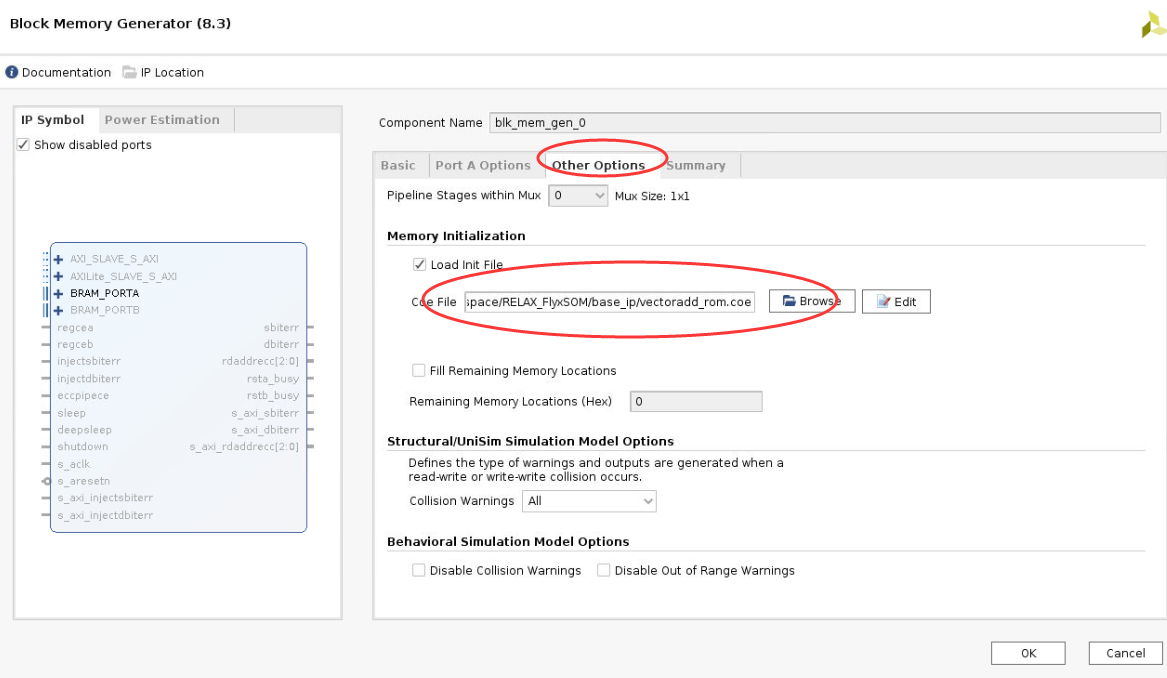 Block Memory Generator (8.3)
Documentation IP Location
IP Symbol Power Estimation
Show disabled ports
AXI_SLAVE_S_AXI
AXILite_SLAVE_S_AXI
BRAM_PORTA
BRAM_PORTB
regcea sbiterr
regceb dbiterr
injectsbiterr rdaddrecc[2:0]
injectdbiterr rsta_busy
eccpipece rstb_busy
sleep s_axi_sbiterr
deepsleep s_axi_dbiterr
shutdown s_axi_rdaddrecc[2:0]
s_aclk
s_aresetn
s_axi_injectsbiterr
s_axi_injectdbiterr
Component Name blk_mem_gen_0
Basic Port A Options Other Options Summary
Pipeline Stages within Mux 0 Mux Size: 1x1
Memory Initialization
Load Init File
Coe File space/RELAX_FlyxSOM/base_ip/vectoradd_rom.coe Browse Edit
Fill Remaining Memory Locations
Remaining Memory Locations (Hex) 0
Structural/UniSim Simulation Model Options
Defines the type of warnings and outputs are generated when a
read-write or write-write collision occurs.
Collision Warnings All
Behavioral Simulation Model Options
Disable Collision Warnings Disable Out of Range Warnings
OK Cancel